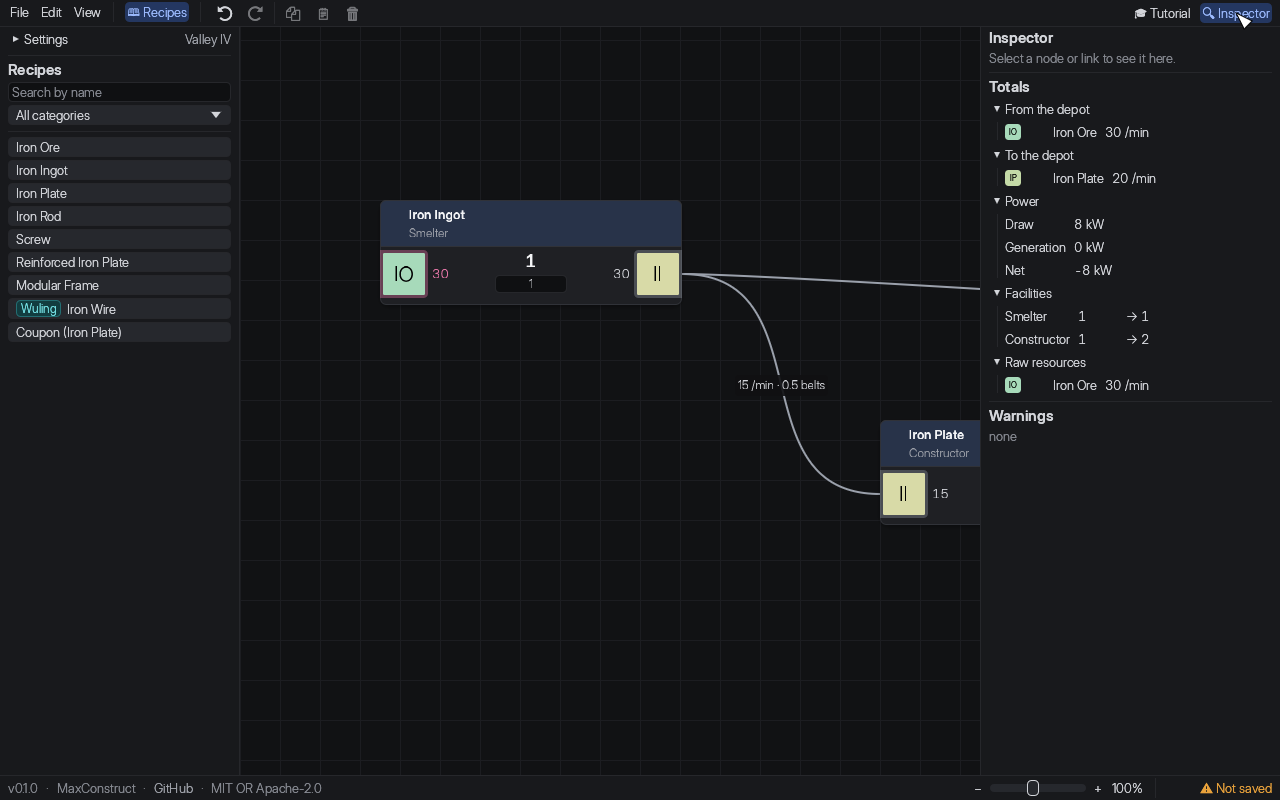 File Edit View Recipes Tutorial Inspector
Settings Valley IV
Recipes
Search by name
All categories
Iron Ore
Iron Ingot
Iron Plate
Iron Rod
Screw
Reinforced Iron Plate
Modular Frame
Wuling Iron Wire
Coupon (Iron Plate)
Iron Ingot
Smelter
IO 30 1 30 II
1
15 /min · 0.5 belts
Iron Plate
Constructor
II 15
Inspector
Select a node or link to see it here.
Totals
From the depot
IO Iron Ore 30 /min
To the depot
IP Iron Plate 20 /min
Power
Draw 8 kW
Generation 0 kW
Net -8 kW
Facilities
Smelter 1 → 1
Constructor 1 → 2
Raw resources
IO Iron Ore 30 /min
Warnings
none
v0.1.0 · MaxConstruct · GitHub · MIT OR Apache-2.0 − + 100% Not saved